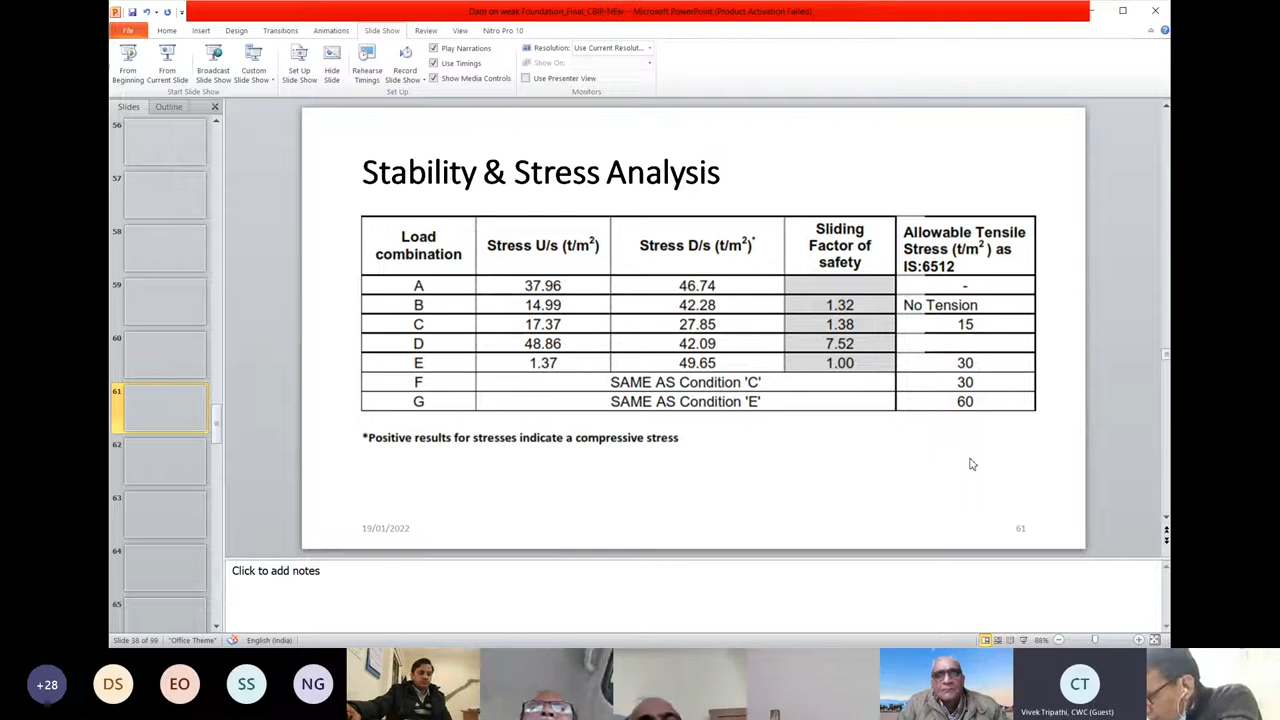 Dam on weak Foundation_Final_CBIP-NEw - Microsoft PowerPoint (Product Activation Failed)
File Home Insert Design Transitions Animations Slide Show Review View Nitro Pro 10
From Beginning
From Current Slide
Broadcast Slide Show
Custom Slide Show
Set Up Slide Show
Hide Slide
Rehearse Timings
Record Slide Show
Play Narrations
Use Timings
Show Media Controls
Resolution: Use Current Resolut...
Show On:
Use Presenter View
Start Slide Show
Set Up
Monitors
Slides Outline
56
57
58
59
60
61
62
63
64
65
Stability & Stress Analysis
Load combination Stress U/s (t/m²) Stress D/s (t/m²)* Sliding Factor of safety Allowable Tensile Stress (t/m²) as IS:6512
A 37.96 46.74 -
B 14.99 42.28 1.32 No Tension
C 17.37 27.85 1.38 15
D 48.86 42.09 7.52
E 1.37 49.65 1.00 30
F SAME AS Condition 'C' 30
G SAME AS Condition 'E' 60
*Positive results for stresses indicate a compressive stress
19/01/2022 61
Click to add notes
Slide 38 of 99 "Office Theme" English (India) 88%
+28 DS EO SS NG CT
Vivek Tripathi, CWC (Guest)